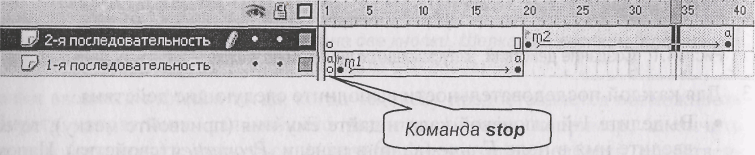 1 5 10 15 20 25 30 35 40
2-я последовательность m2 a
1-я последовательность a m1 a
Команда stop